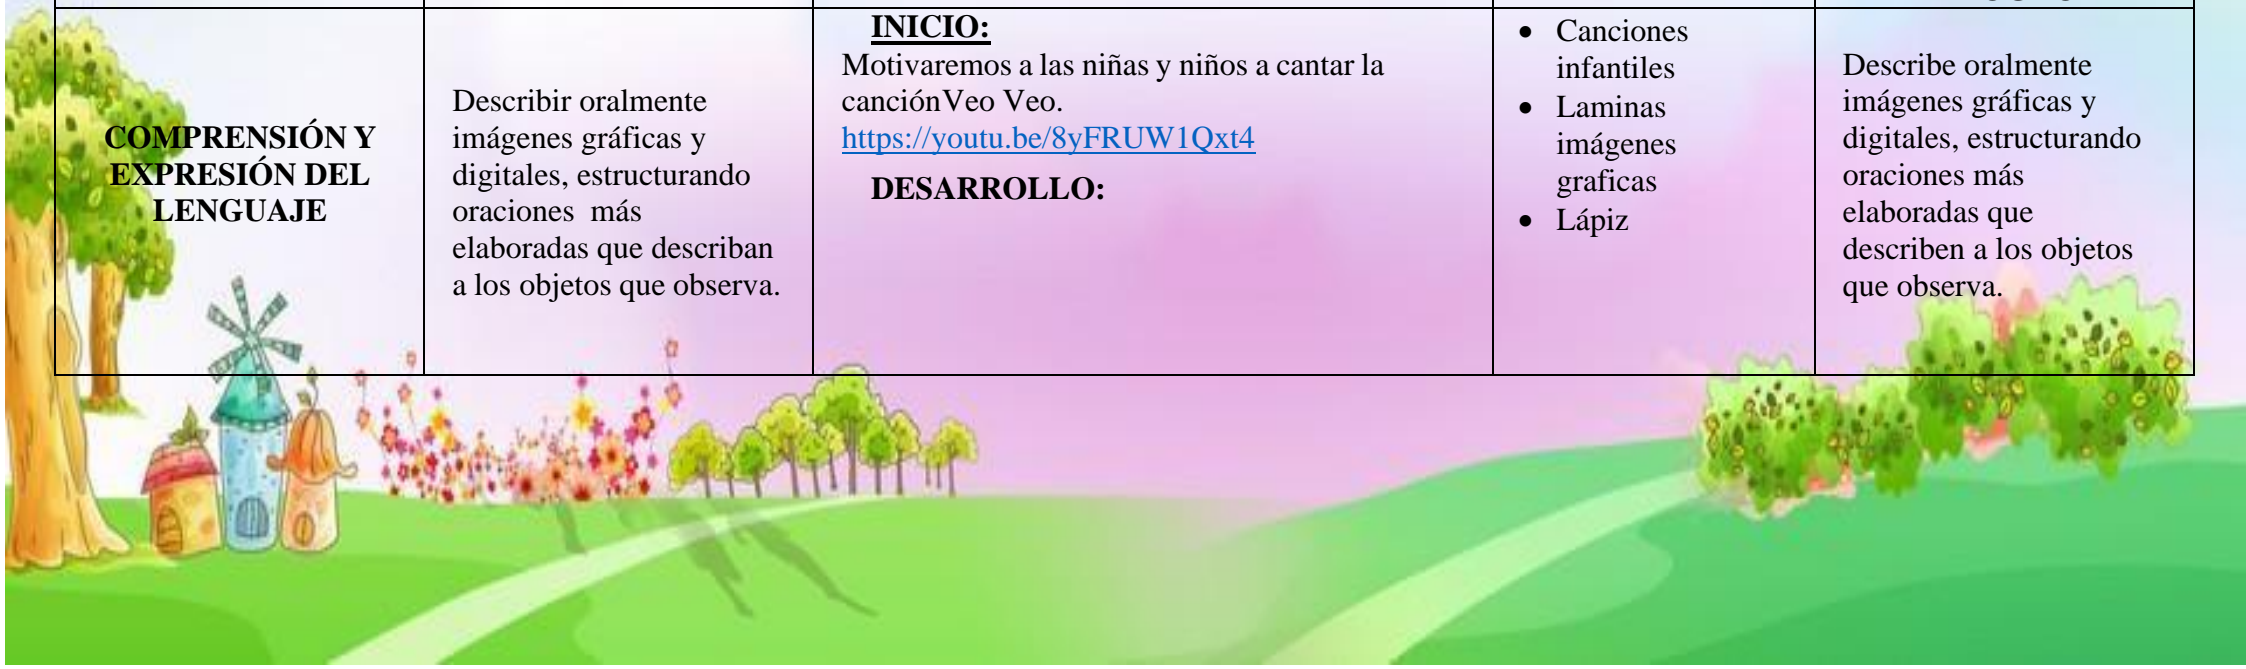 COMPRENSIÓN Y
EXPRESIÓN DEL
LENGUAJE
Describir oralmente
imágenes gráficas y
digitales, estructurando
oraciones más
elaboradas que describan
a los objetos que observa.
INICIO:
Motivaremos a las niñas y niños a cantar la
canciónVeo Veo.
https://youtu.be/8yFRUW1Qxt4
DESARROLLO:
• Canciones
infantiles
• Laminas
imágenes
graficas
• Lápiz
Describe oralmente
imágenes gráficas y
digitales, estructurando
oraciones más
elaboradas que
describen a los objetos
que observa.